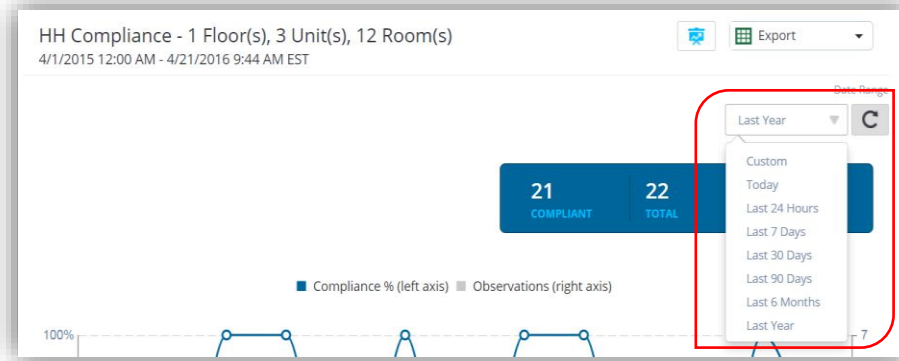 HH Compliance - 1 Floor(s), 3 Unit(s), 12 Room(s)
4/1/2015 12:00 AM - 4/21/2016 9:44 AM EST
Export
Date Range
Last Year
Custom
Today
Last 24 Hours
Last 7 Days
Last 30 Days
Last 90 Days
Last 6 Months
Last Year
21
COMPLIANT
22
TOTAL
Compliance % (left axis) Observations (right axis)
100%
7